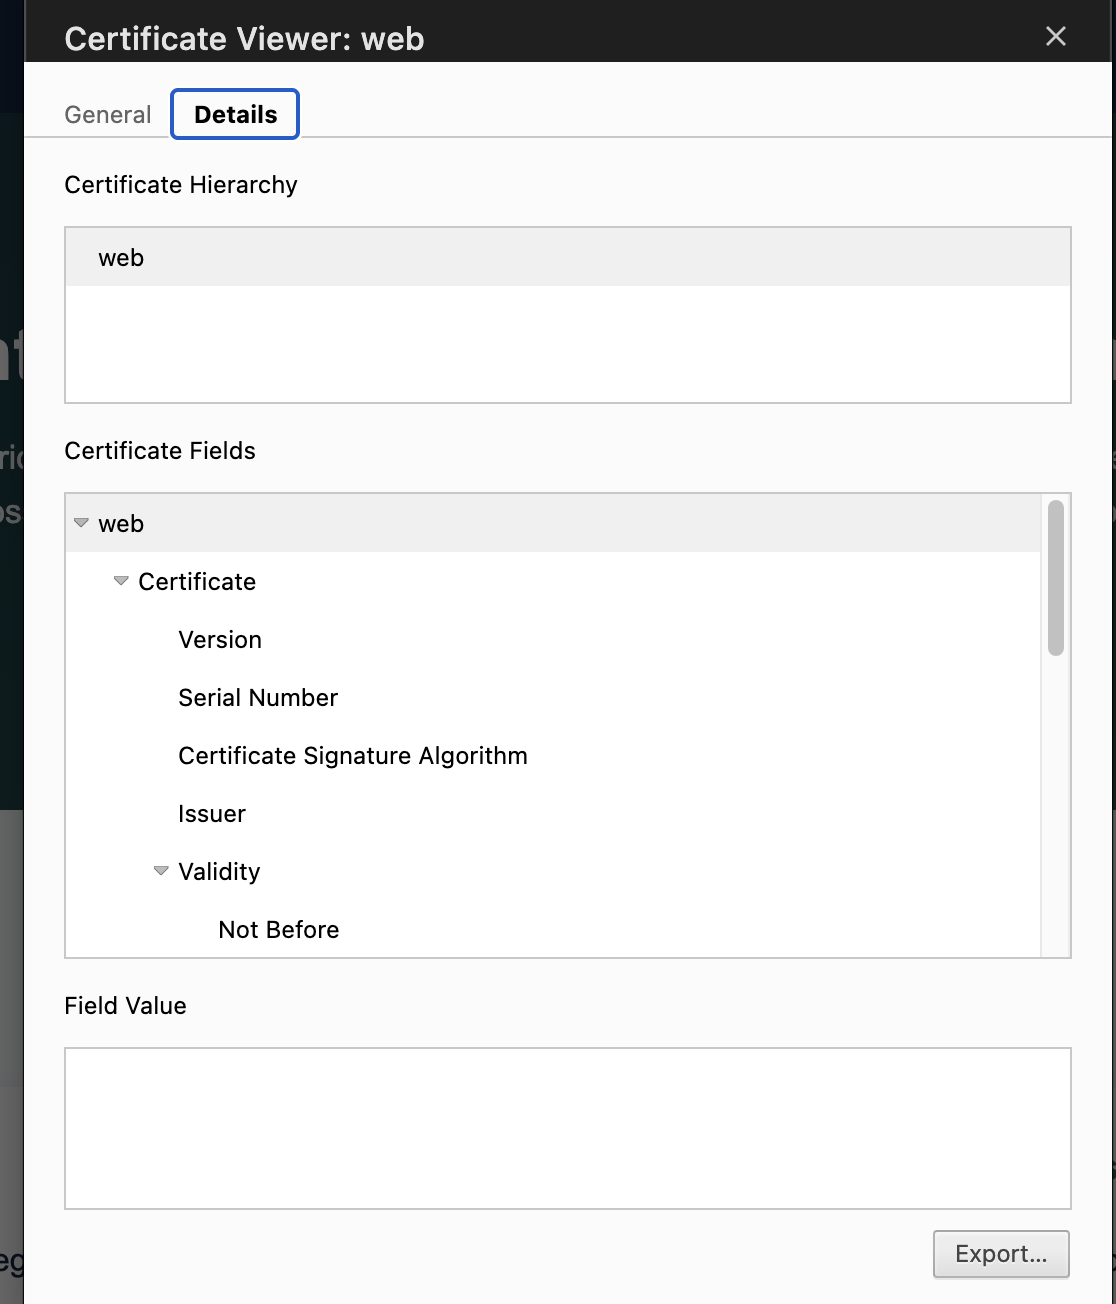 Certificate Viewer: web
General
Details
Certificate Hierarchy
web
Certificate Fields
web
Certificate
Version
Serial Number
Certificate Signature Algorithm
Issuer
Validity
Not Before
Field Value
Export...